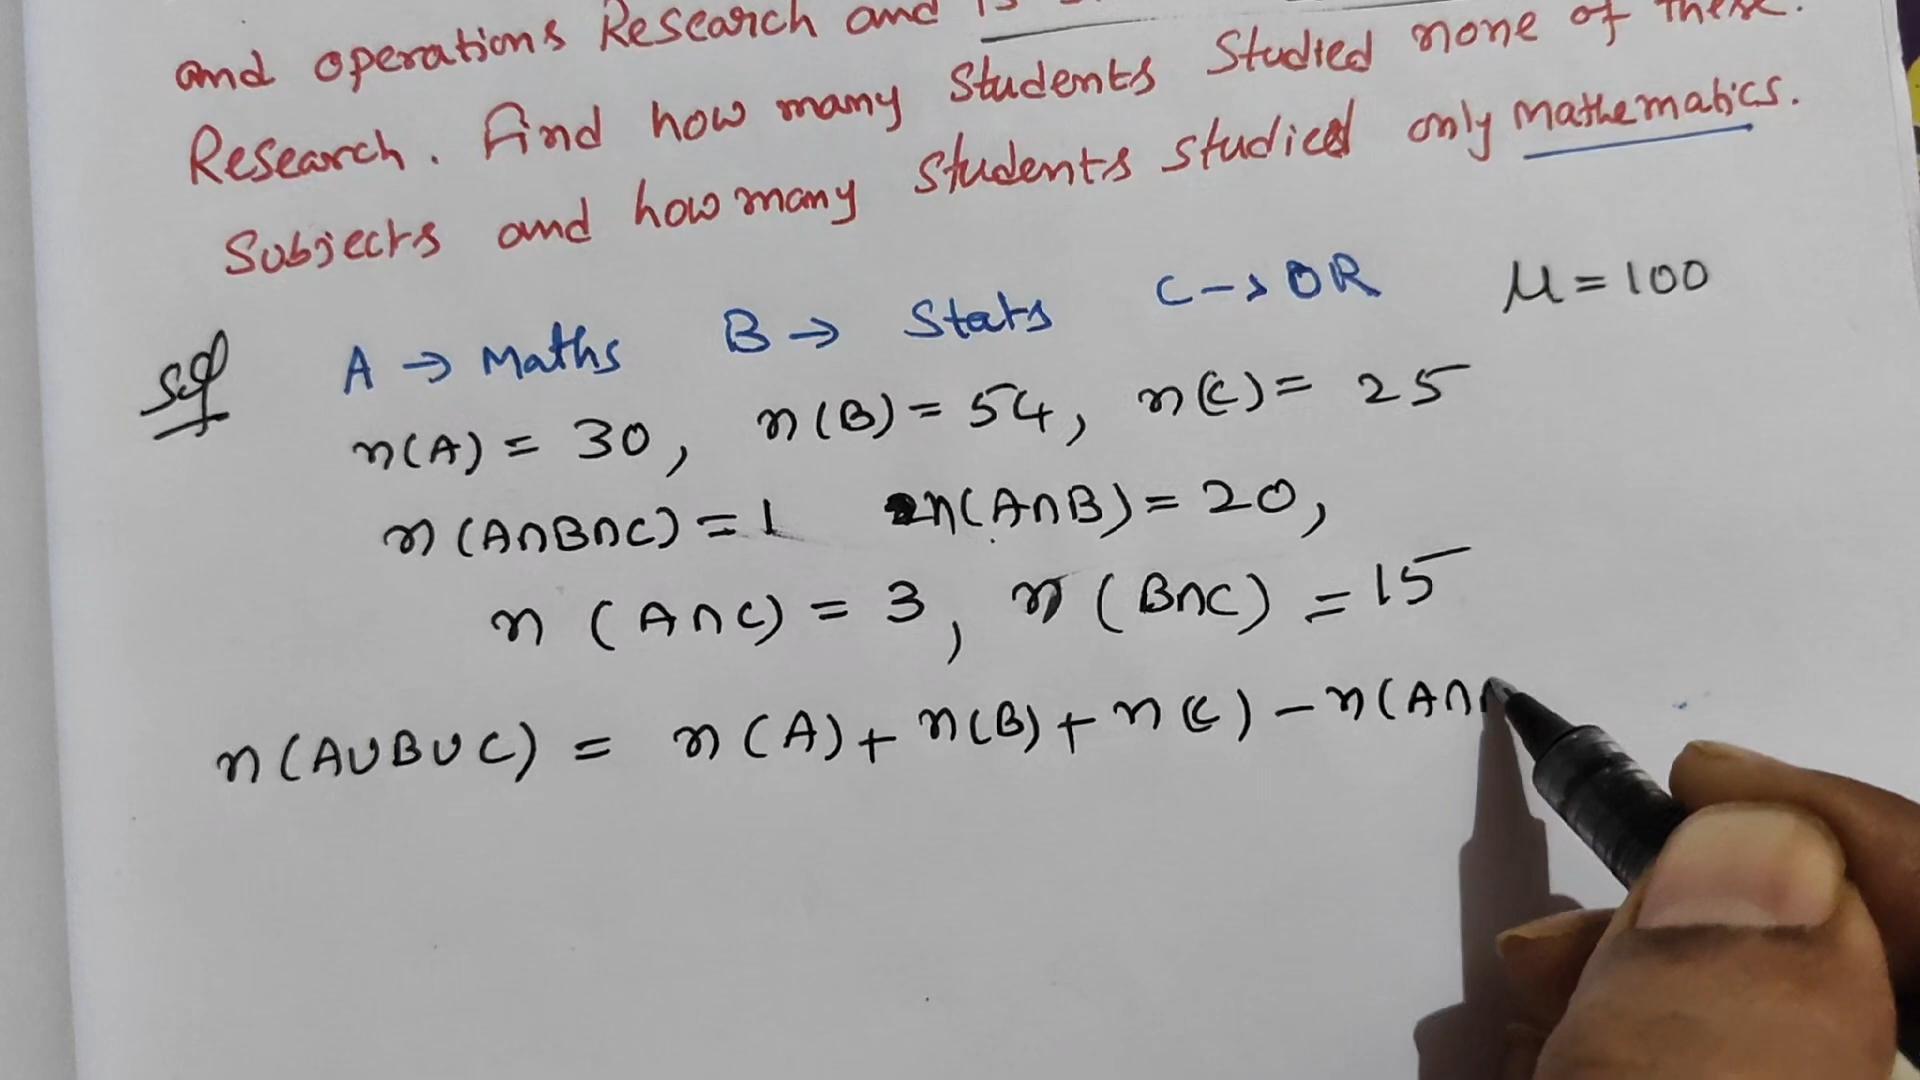 and operations Research and 15
Research. Find how many Students Studied none of these
Subjects and how many Students studied only Mathematics.
Sol A → Maths B → Stats C → OR μ = 100
n(A) = 30, n(B) = 54, n(C) = 25
n(A∩B∩C) = 1 n(A∩B) = 20,
n(A∩C) = 3, n(B∩C) = 15
n(A∪B∪C) = n(A) + n(B) + n(C) - n(A∩